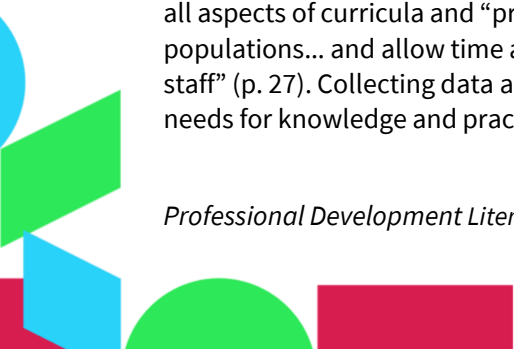 all aspects of curricula and “pr
populations... and allow time a
staff” (p. 27). Collecting data a
needs for knowledge and prac
Professional Development Liter